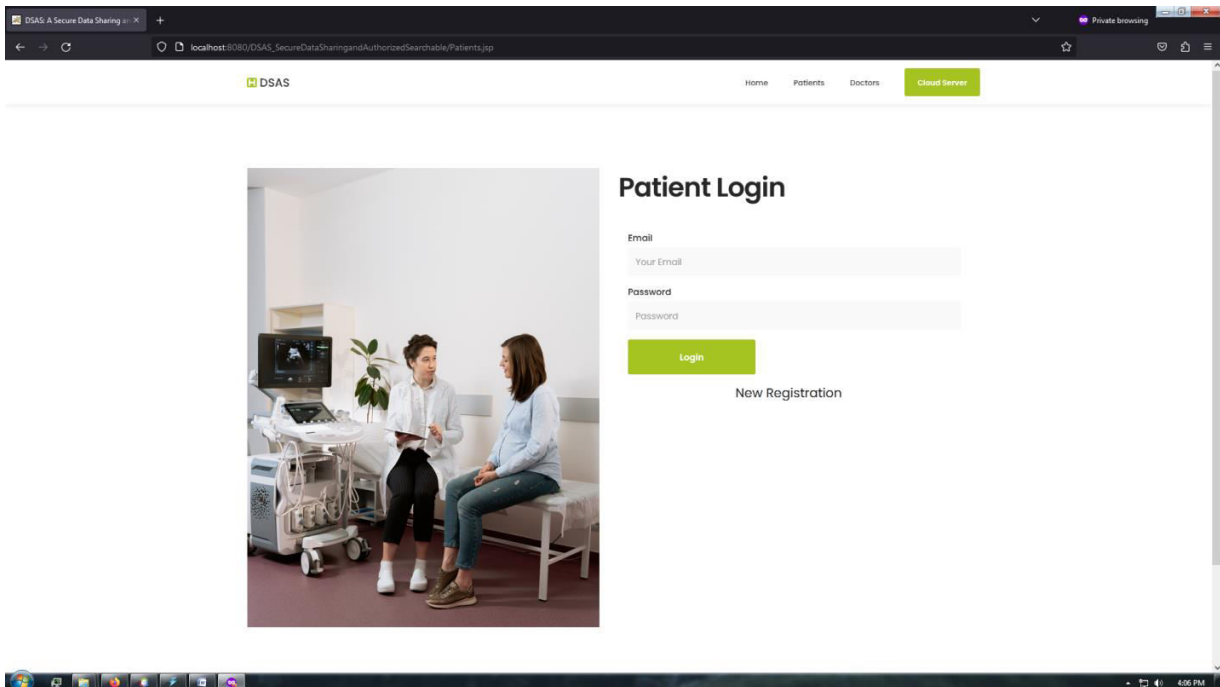 DSAS: A Secure Data Sharing an
Private browsing
localhost:8080/DSAS_SecureDataSharingandAuthorizedSearchable/Patients.jsp
H DSAS
Home Patients Doctors Cloud Server
Patient Login
Email
Your Email
Password
Password
Login
New Registration
4:06 PM